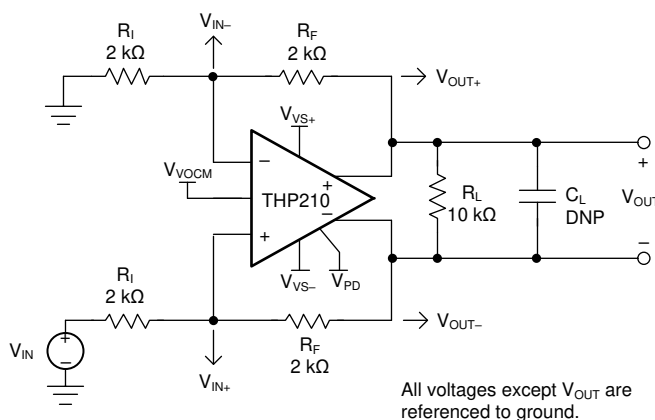 V_IN–
R_I
2 kΩ
R_F
2 kΩ
V_OUT+
V_VS+
V_VOCM
−
THP210
+
−
+
V_VS–
V_PD
R_L
10 kΩ
C_L
DNP
+
V_OUT
−
R_I
2 kΩ
R_F
2 kΩ
V_OUT–
V_IN
+
−
V_IN+
All voltages except V_OUT are
referenced to ground.